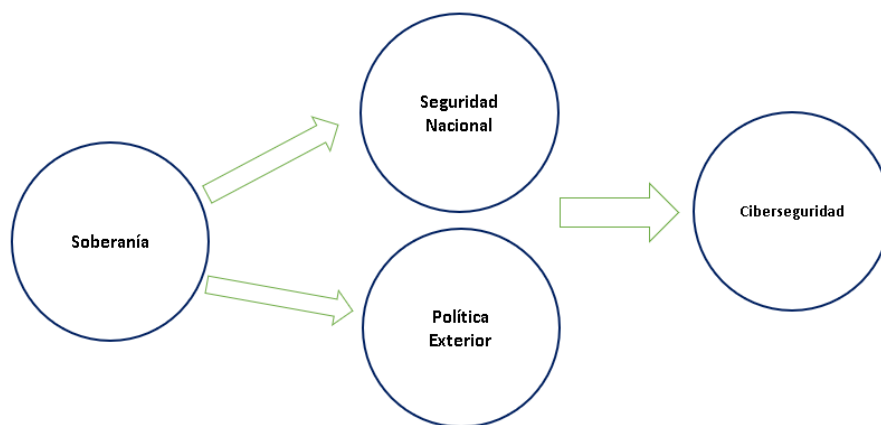 Soberanía
Seguridad
Nacional
Política
Exterior
Ciberseguridad